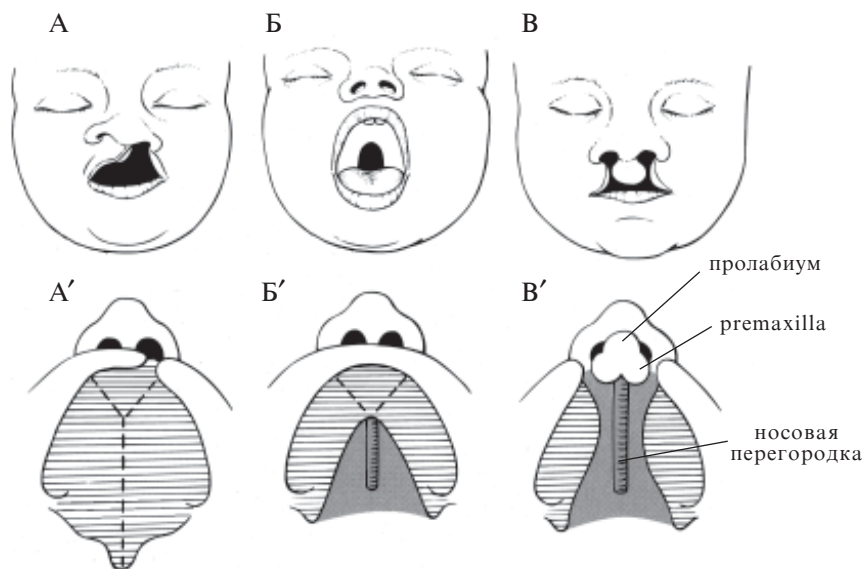 А
Б
В
пролабиум
А′
Б′
В′
premaxilla
носовая
перегородка